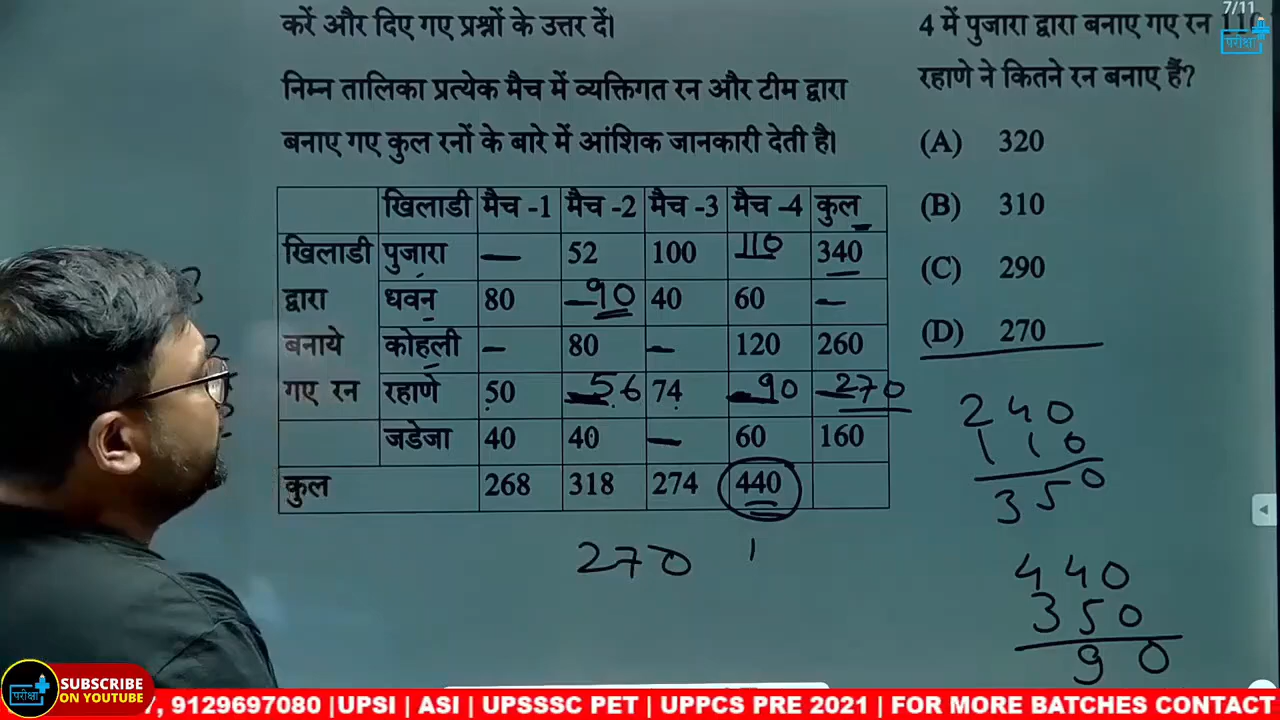 7/11
परीक्षा
करें और दिए गए प्रश्नों के उत्तर दें।
निम्न तालिका प्रत्येक मैच में व्यक्तिगत रन और टीम द्वारा
बनाए गए कुल रनों के बारे में आंशिक जानकारी देती है।
खिलाडी मैच -1 मैच -2 मैच -3 मैच -4 कुल
खिलाडी पुजारा — 52 100 110 340
द्वारा धवन 80 – 90 40 60 –
बनाये कोहली – 80 – 120 260
गए रन रहाणे 50 – 56 74 – 90 – 270
जडेजा 40 40 – 60 160
कुल 268 318 274 440
270
4 में पुजारा द्वारा बनाए गए रन 110
रहाणे ने कितने रन बनाए हैं?
(A) 320
(B) 310
(C) 290
(D) 270
240
110
350
440
350
90
परीक्षा
SUBSCRIBE
ON YOUTUBE
7, 9129697080 |UPSI | ASI | UPSSSC PET | UPPCS PRE 2021 | FOR MORE BATCHES CONTACT